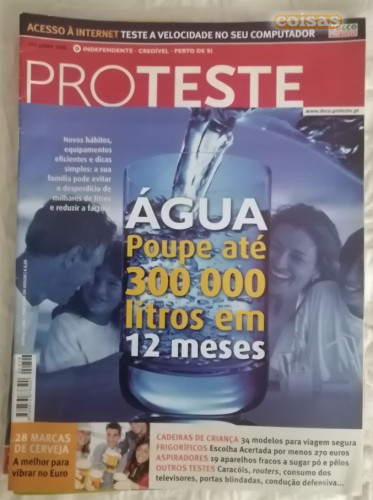 coisas
ACESSO À INTERNET TESTE A VELOCIDADE NO SEU COMPUTADOR
INDEPENDENTE - CREDÍVEL - PERTO DE SI
PROTESTE
www.deco.proteste.pt
Novos hábitos,
equipamentos
eficientes e dicas
simples: a sua
família pode evitar
o desperdício de
milhares de litros
e reduzir a factura
ÁGUA
Poupe até
300 000
litros em
12 meses
28 MARCAS
DE CERVEJA
A melhor para
vibrar no Euro
CADEIRAS DE CRIANÇA 34 modelos para viagem segura
FRIGORÍFICOS Escolha Acertada por menos 270 euros
ASPIRADORES 19 aparelhos fracos a sugar pó e pêlos
OUTROS TESTES Caracóis, routers, consumo dos
televisores, portas blindadas, condução defensiva...